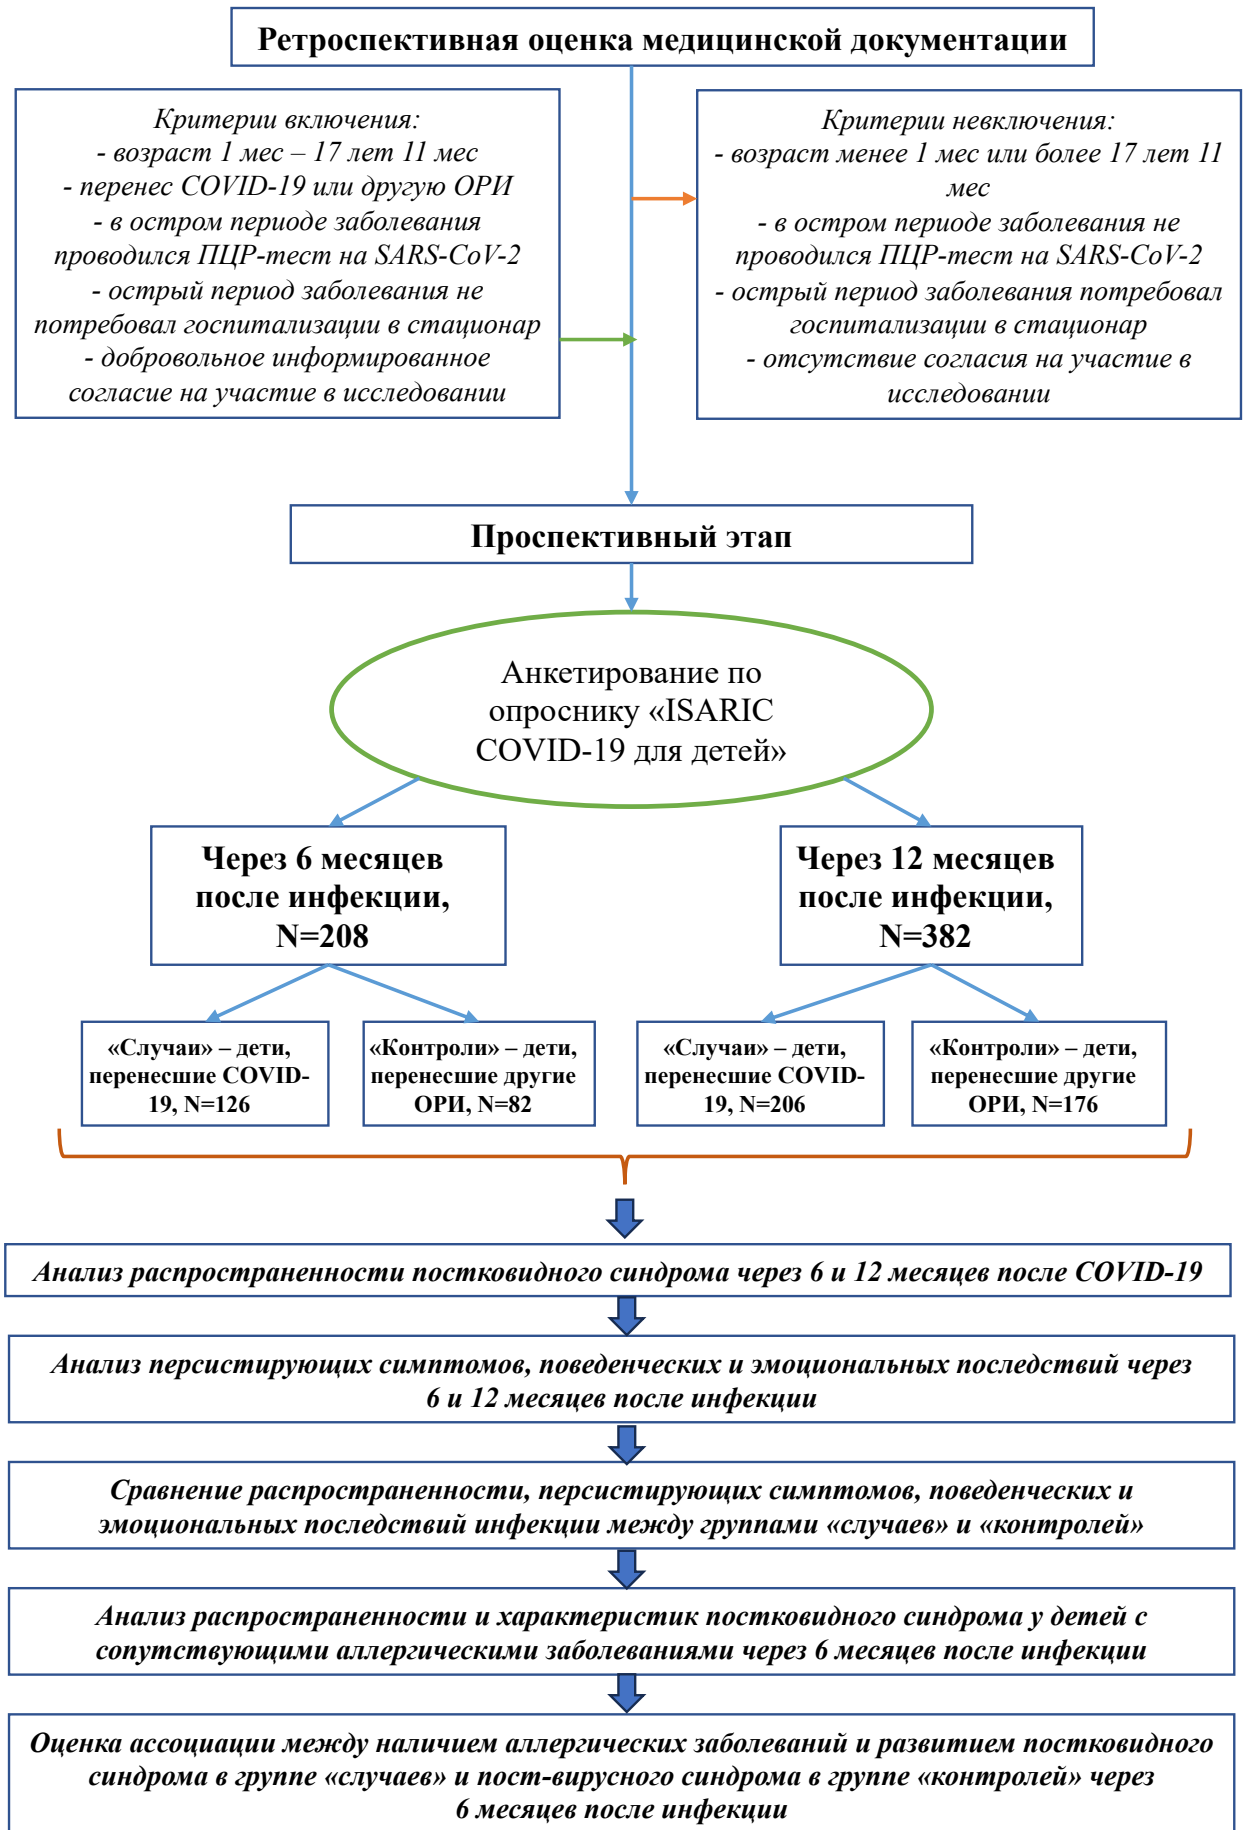 Ретроспективная оценка медицинской документации
Критерии включения:
- возраст 1 мес – 17 лет 11 мес
- перенес COVID-19 или другую ОРИ
- в остром периоде заболевания
проводился ПЦР-тест на SARS-CoV-2
- острый период заболевания не
потребовал госпитализации в стационар
- добровольное информированное
согласие на участие в исследовании
Критерии невключения:
- возраст менее 1 мес или более 17 лет 11
мес
- в остром периоде заболевания не
проводился ПЦР-тест на SARS-CoV-2
- острый период заболевания потребовал
госпитализации в стационар
- отсутствие согласия на участие в
исследовании
Проспективный этап
Анкетирование по
опроснику «ISARIC
COVID-19 для детей»
Через 6 месяцев
после инфекции,
N=208
Через 12 месяцев
после инфекции,
N=382
«Случаи» – дети,
перенесшие COVID-
19, N=126
«Контроли» – дети,
перенесшие другие
ОРИ, N=82
«Случаи» – дети,
перенесшие COVID-
19, N=206
«Контроли» – дети,
перенесшие другие
ОРИ, N=176
Анализ распространенности постковидного синдрома через 6 и 12 месяцев после COVID-19
Анализ персистирующих симптомов, поведенческих и эмоциональных последствий через
6 и 12 месяцев после инфекции
Сравнение распространенности, персистирующих симптомов, поведенческих и
эмоциональных последствий инфекции между группами «случаев» и «контролей»
Анализ распространенности и характеристик постковидного синдрома у детей с
сопутствующими аллергическими заболеваниями через 6 месяцев после инфекции
Оценка ассоциации между наличием аллергических заболеваний и развитием постковидного
синдрома в группе «случаев» и пост-вирусного синдрома в группе «контролей» через
6 месяцев после инфекции